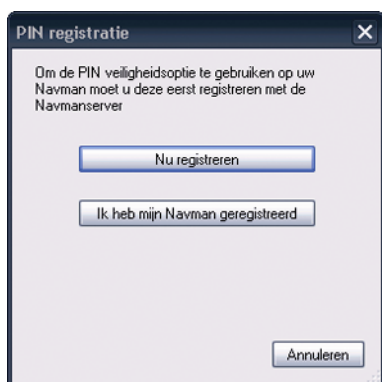 PIN registratie
Om de PIN veiligheidsoptie te gebruiken op uw
Navman moet u deze eerst registreren met de
Navmanserver
Nu registreren
Ik heb mijn Navman geregistreerd
Annuleren